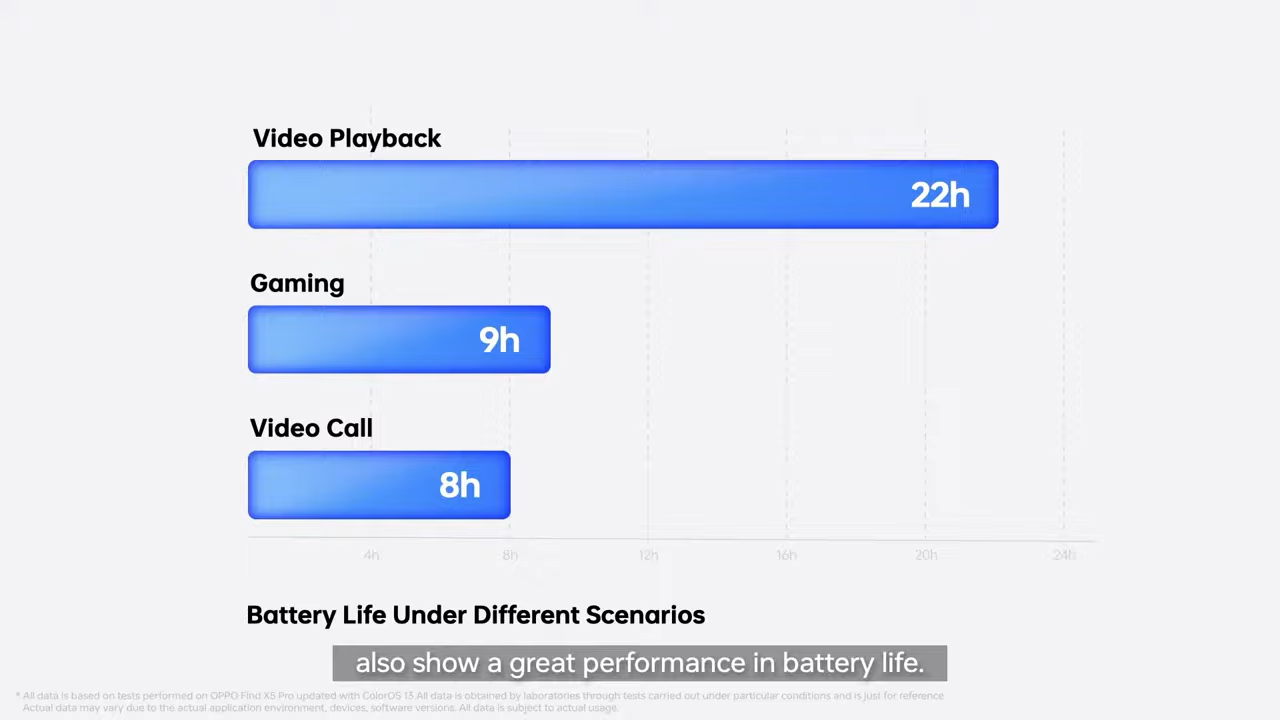 Video Playback
22h
Gaming
9h
Video Call
8h
4h 8h 12h 16h 20h 24h
Battery Life Under Different Scenarios
also show a great performance in battery life.
* All data is based on tests performed on OPPO Find X5 Pro updated with ColorOS 13 All data is obtained by laboratories through tests carried out under particular conditions and is just for reference
Actual data may vary due to the actual application environment, devices, software versions. All data is subject to actual usage.